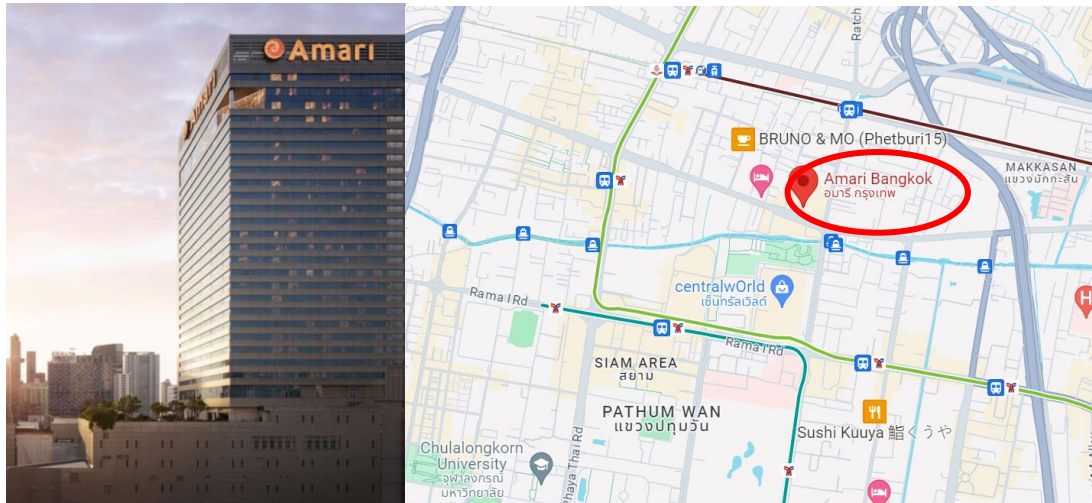 Amari
Amari
Ratch
BRUNO & MO (Phetburi15)
Amari Bangkok
อมารี กรุงเทพ
MAKKASAN
แขวงมักกะสัน
centralwOrld
เซ็นทรัลเวิลด์
Rama I Rd
Rama I Rd
SIAM AREA
สยาม
PATHUM WAN
แขวงปทุมวัน
Sushi Kuuya 鮨くうや
Chulalongkorn
University
จุฬาลงกรณ์
มหาวิทยาลัย
Phaya Thai Rd
H